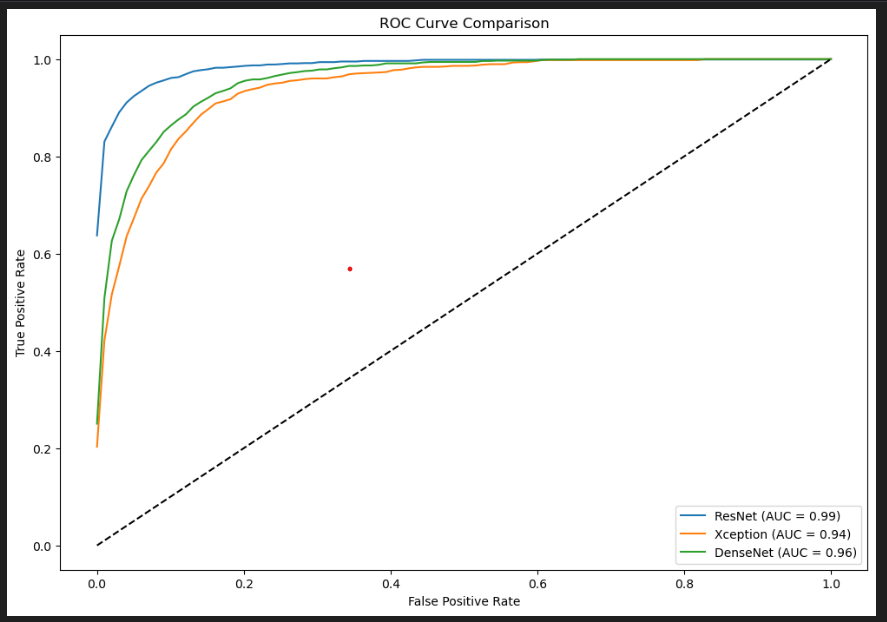 ROC Curve Comparison
1.0
0.8
0.6
0.4
0.2
0.0
True Positive Rate
0.0 0.2 0.4 0.6 0.8 1.0
False Positive Rate
ResNet (AUC = 0.99)
Xception (AUC = 0.94)
DenseNet (AUC = 0.96)